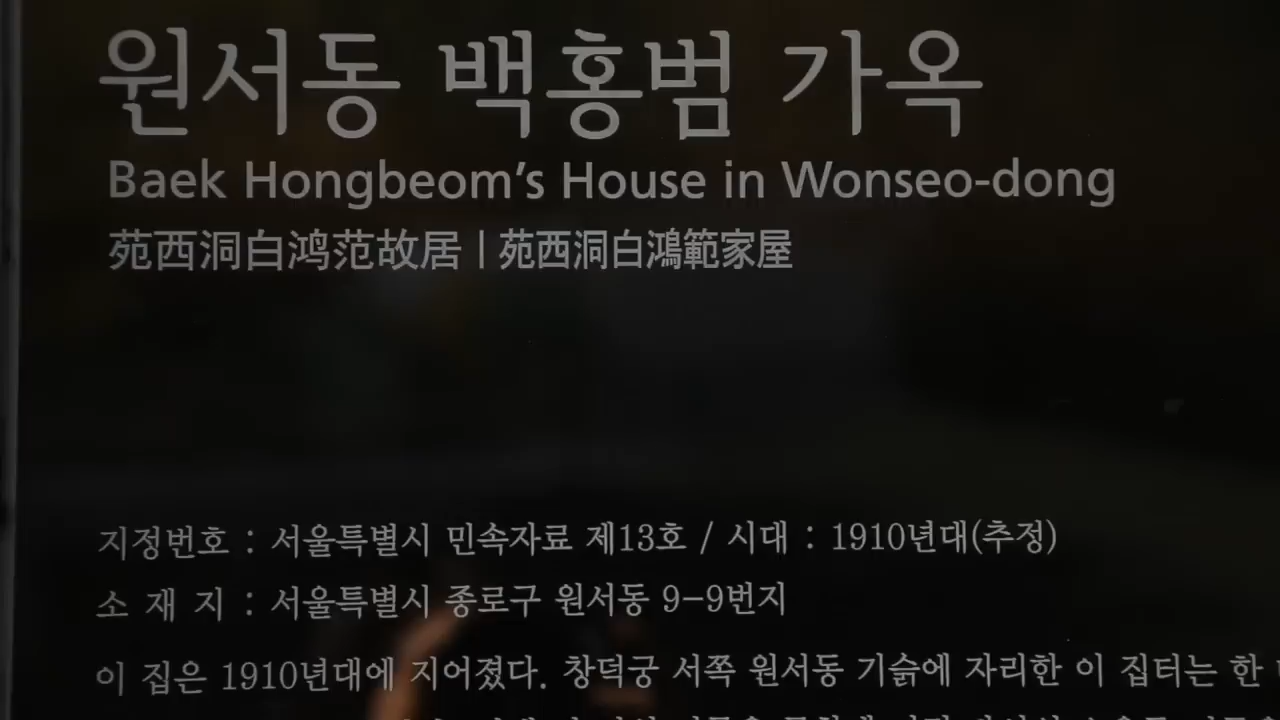 원서동 백홍범 가옥
Baek Hongbeom’s House in Wonseo-dong
苑西洞白鸿范故居 | 苑西洞白鴻範家屋
지정번호 : 서울특별시 민속자료 제13호 / 시대 : 1910년대(추정)
소 재 지 : 서울특별시 종로구 원서동 9-9번지
이 집은 1910년대에 지어졌다. 창덕궁 서쪽 원서동 기슭에 자리한 이 집터는 한